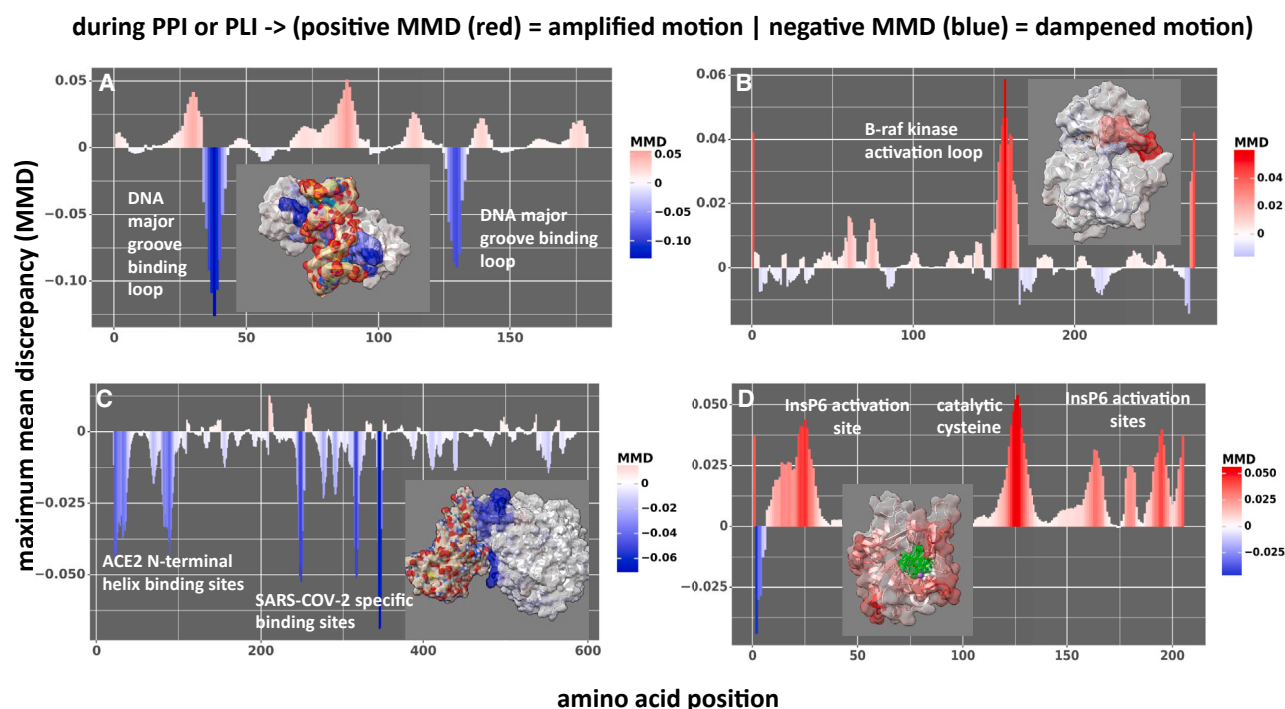 during PPI or PLI -> (positive MMD (red) = amplified motion | negative MMD (blue) = dampened motion)
maximum mean discrepancy (MMD)
A
0.05
0
−0.05
−0.10
DNA
major
groove
binding
loop
DNA major
groove binding
loop
0
50
100
150
MMD
0.05
0
−0.05
−0.10
B
0.06
0.04
0.02
0
B-raf kinase
activation loop
0
100
200
MMD
0.04
0.02
0
C
0
−0.025
−0.050
ACE2 N-terminal
helix binding sites
SARS-COV-2 specific
binding sites
0
200
400
600
MMD
0
−0.02
−0.04
−0.06
D
0.050
0.025
0
−0.025
InsP6 activation
site
catalytic
cysteine
InsP6 activation
sites
0
50
100
150
200
MMD
0.050
0.025
0
−0.025
amino acid position